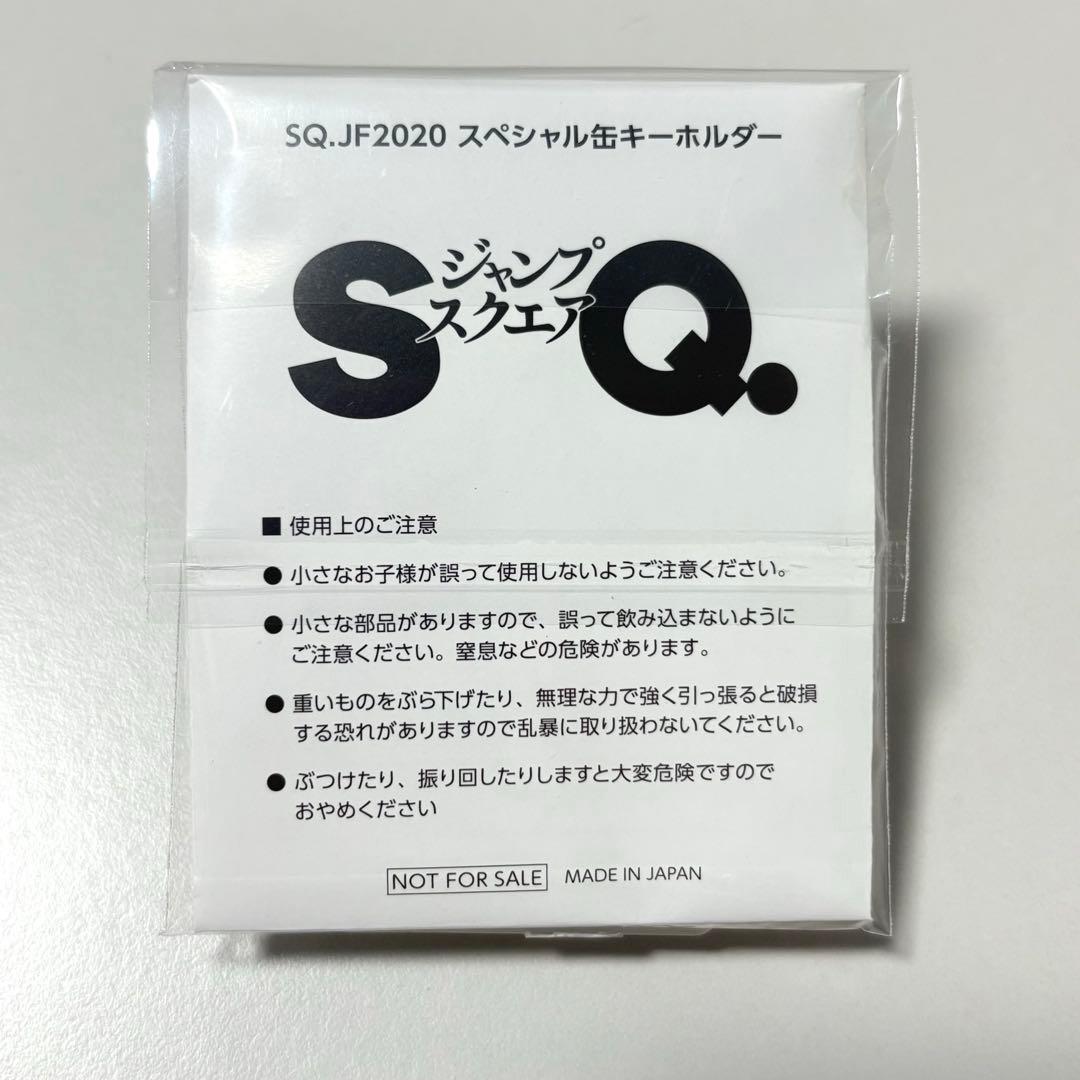 SQ.JF2020 スペシャル缶キーホルダー
SQ.
ジャンプ
スクエア
■ 使用上のご注意
● 小さなお子様が誤って使用しないようご注意ください。
● 小さな部品がありますので、誤って飲み込まないように
ご注意ください。窒息などの危険があります。
● 重いものをぶら下げたり、無理な力で強く引っ張ると破損
する恐れがありますので乱暴に取り扱わないてください。
● ぶつけたり、振り回したりしますと大変危険ですので
おやめください
NOT FOR SALE MADE IN JAPAN